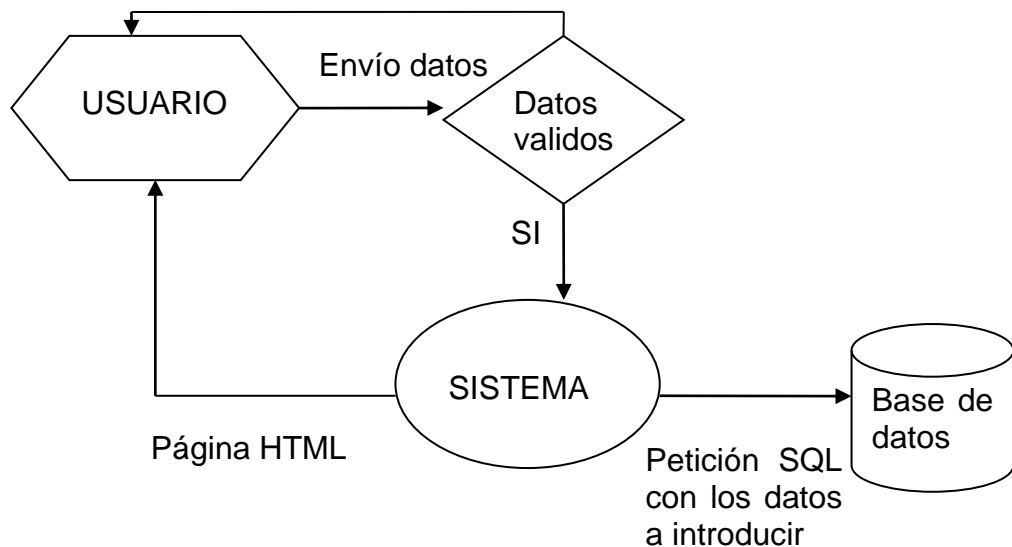 Envío datos
USUARIO
Datos
validos
SI
SISTEMA
Base de
datos
Página HTML
Petición SQL
con los datos
a introducir